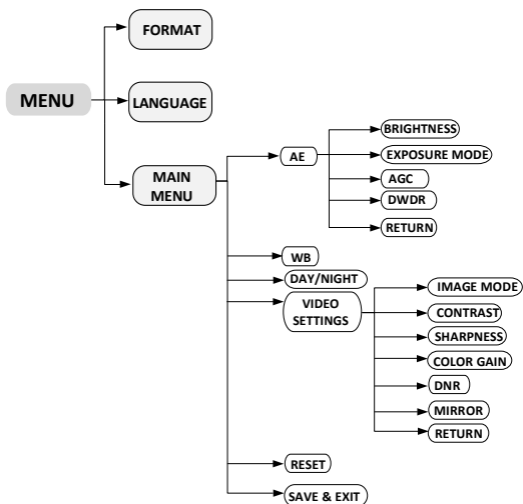 FORMAT
MENU
LANGUAGE
MAIN
MENU
AE
BRIGHTNESS
EXPOSURE MODE
AGC
DWDR
RETURN
WB
DAY/NIGHT
VIDEO
SETTINGS
IMAGE MODE
CONTRAST
SHARPNESS
COLOR GAIN
DNR
MIRROR
RETURN
RESET
SAVE & EXIT